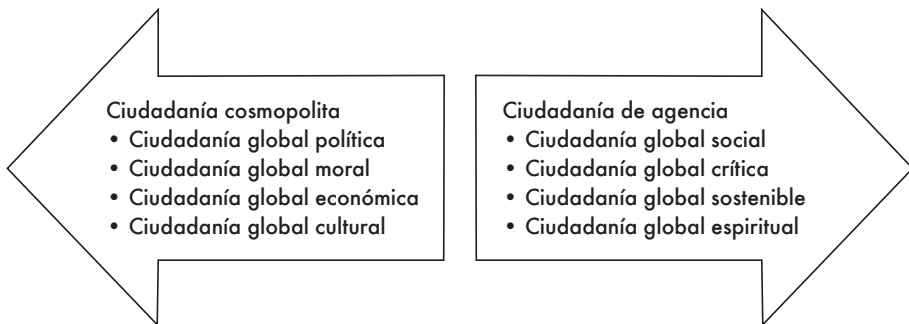 Ciudadanía cosmopolita
• Ciudadanía global política
• Ciudadanía global moral
• Ciudadanía global económica
• Ciudadanía global cultural
Ciudadanía de agencia
• Ciudadanía global social
• Ciudadanía global crítica
• Ciudadanía global sostenible
• Ciudadanía global espiritual